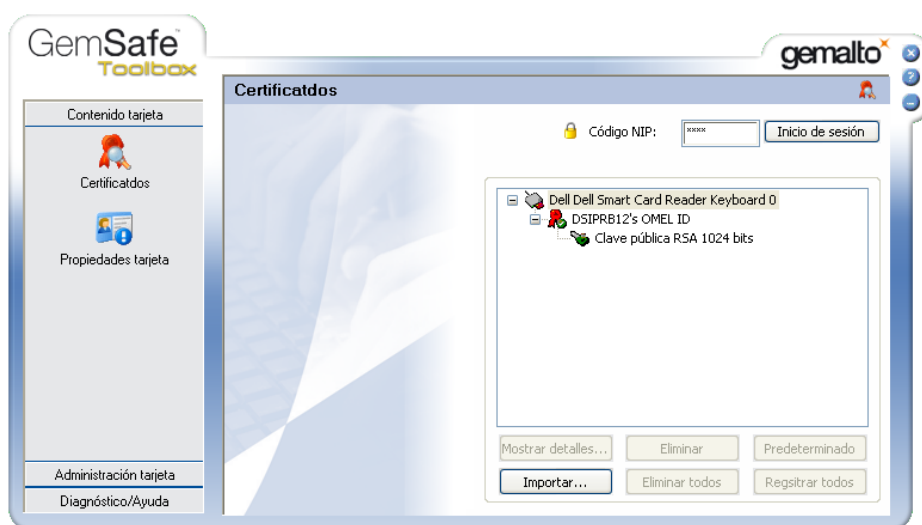 GemSafe
Toolbox
gemalto
Certificatdos
Contenido tarjeta
Certificatdos
Propiedades tarjeta
Administración tarjeta
Diagnóstico/Ayuda
Código NIP: xxxx Inicio de sesión
Dell Dell Smart Card Reader Keyboard 0
DSIPRB12's OMEL ID
Clave pública RSA 1024 bits
Mostrar detalles... Eliminar Predeterminado
Importar... Eliminar todos Regsitrar todos